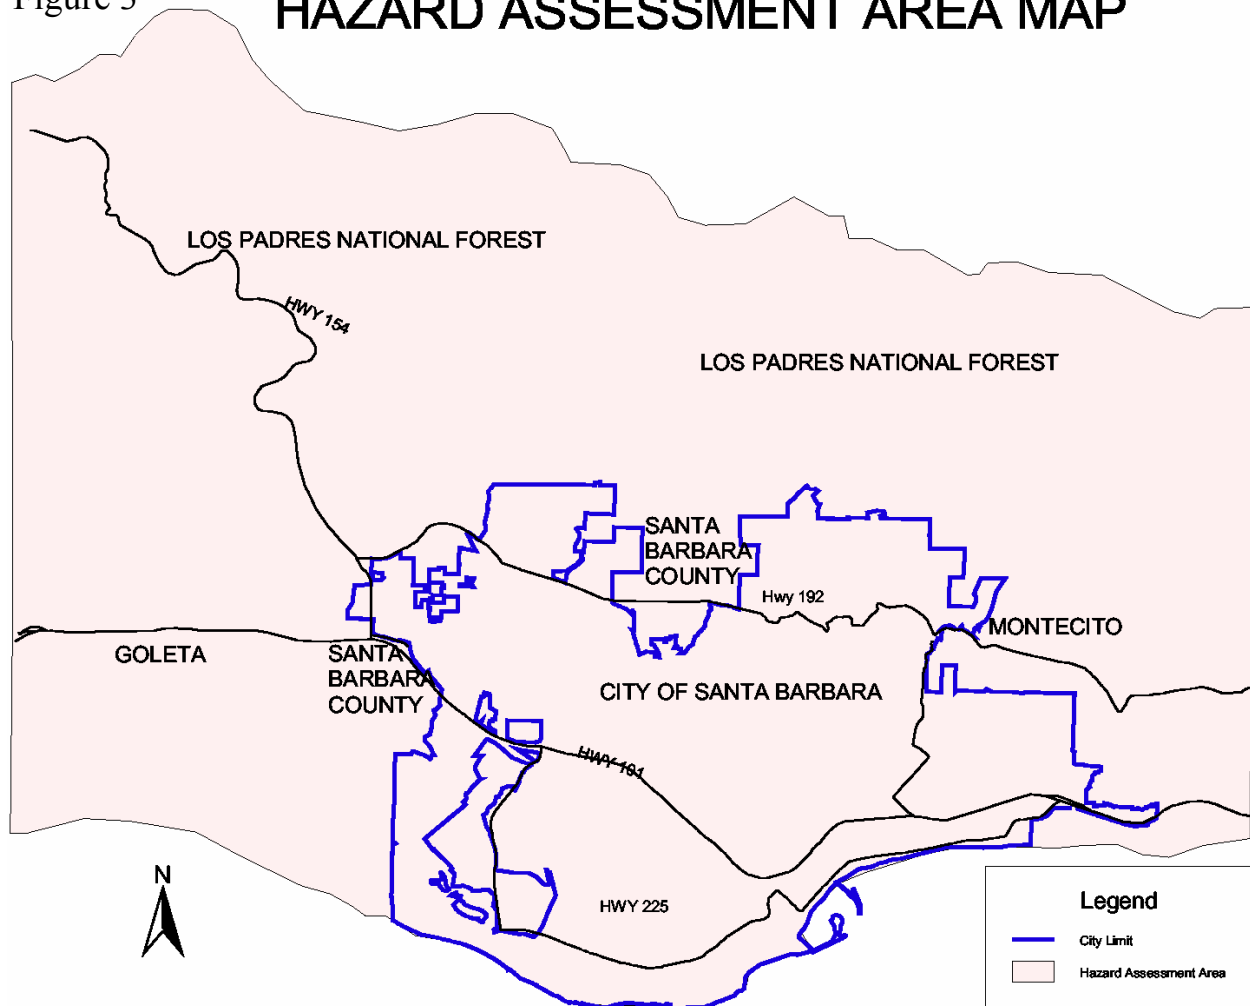 Figure 3
HAZARD ASSESSMENT AREA MAP
LOS PADRES NATIONAL FOREST
HWY 154
LOS PADRES NATIONAL FOREST
SANTA
BARBARA
COUNTY
Hwy 192
MONTECITO
GOLETA
SANTA
BARBARA
COUNTY
CITY OF SANTA BARBARA
HWY 101
HWY 225
N
Legend
City Limit
Hazard Assessment Area